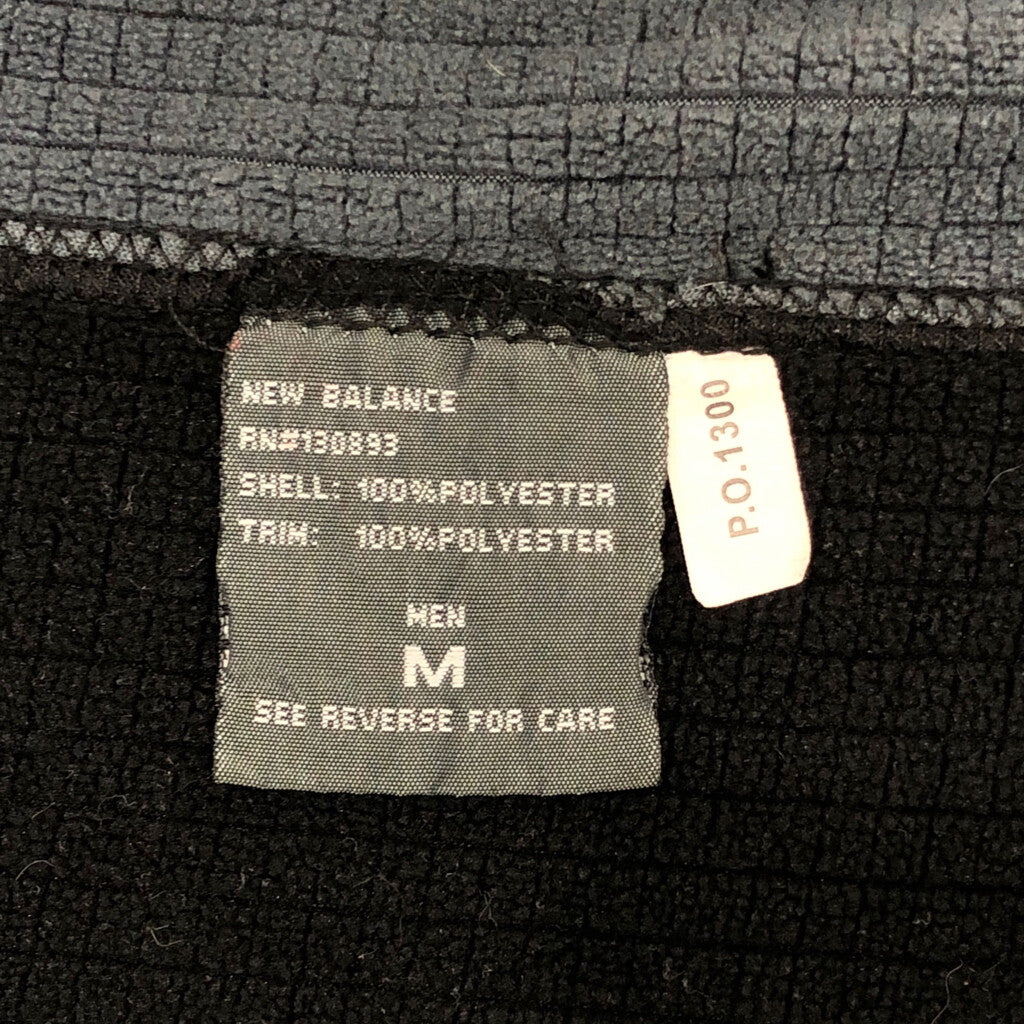 NEW BALANCE
RN#130893
SHELL: 100%POLYESTER
TRIM: 100%POLYESTER
MEN
M
SEE REVERSE FOR CARE
P.O.1300